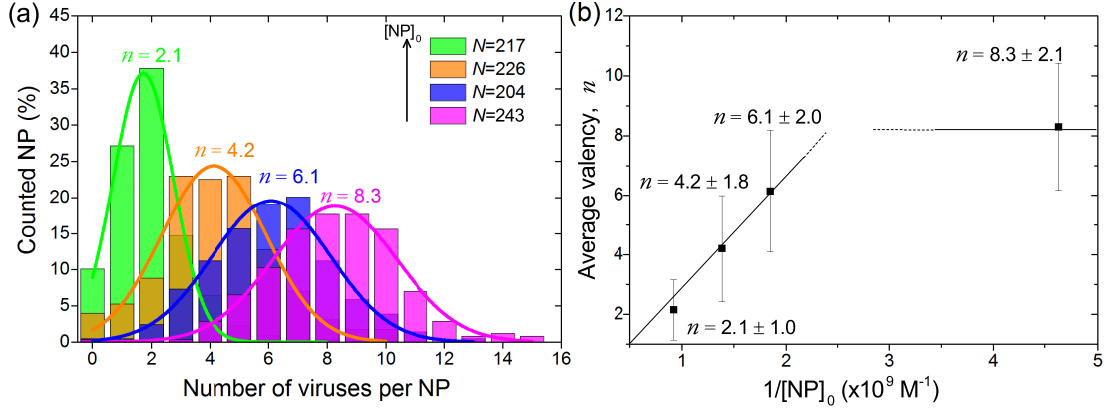 (a)
45
40
35
30
25
20
15
10
5
0
Counted NP (%)
0 2 4 6 8 10 12 14 16
Number of viruses per NP
n = 2.1
n = 4.2
n = 6.1
n = 8.3
[NP]₀
N=217
N=226
N=204
N=243
(b)
12
10
8
6
4
2
Average valency, n
1 2 3 4 5
1/[NP]₀ (x10⁹ M⁻¹)
n = 8.3 ± 2.1
n = 6.1 ± 2.0
n = 4.2 ± 1.8
n = 2.1 ± 1.0